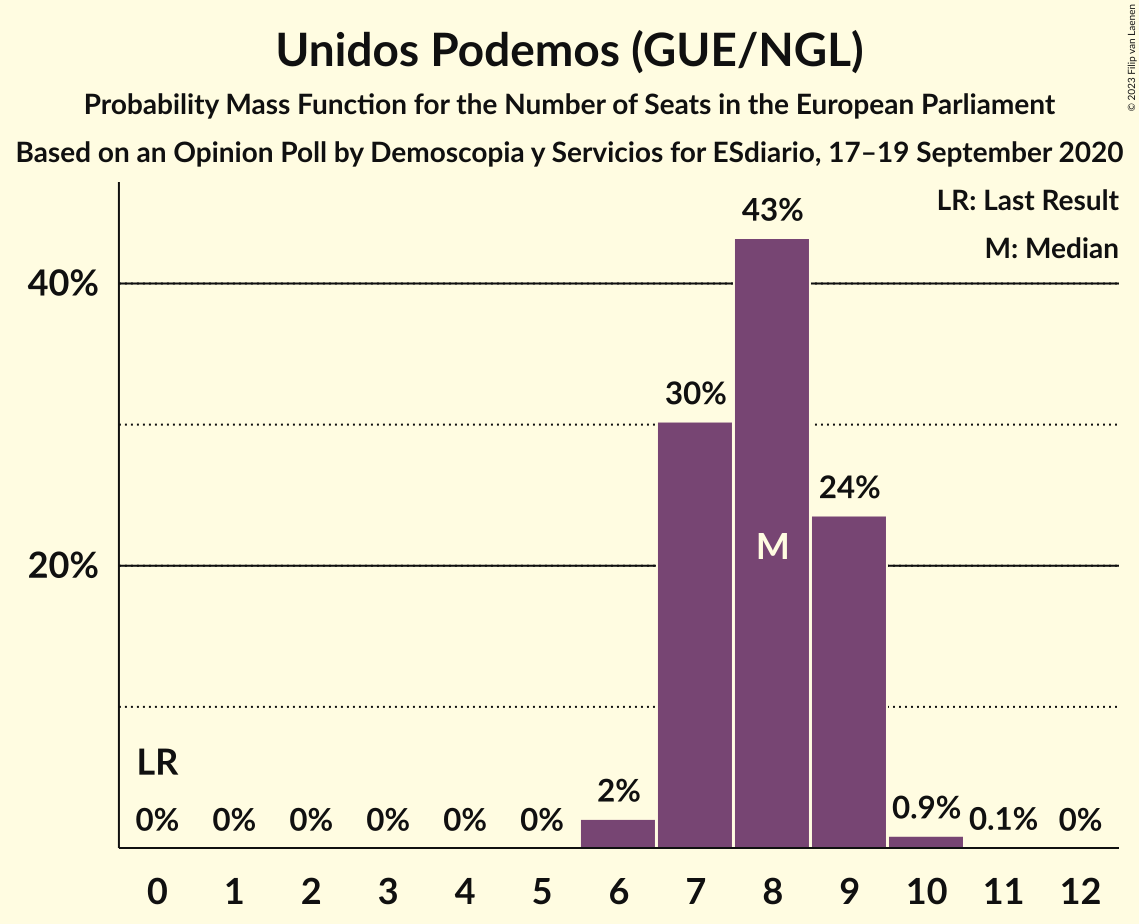 Unidos Podemos (GUE/NGL)
Probability Mass Function for the Number of Seats in the European Parliament
Based on an Opinion Poll by Demoscopia y Servicios for ESdiario, 17–19 September 2020
© 2023 Filip van Laenen
LR: Last Result
M: Median
43%
40%
30%
24%
M
20%
LR
0% 0% 0% 0% 0% 0% 2% 0.9% 0.1% 0%
0 1 2 3 4 5 6 7 8 9 10 11 12